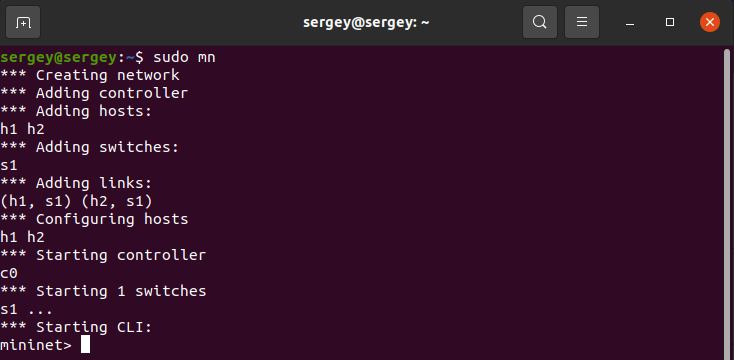 sergey@sergey: ~
sergey@sergey:~$ sudo mn
*** Creating network
*** Adding controller
*** Adding hosts:
h1 h2
*** Adding switches:
s1
*** Adding links:
(h1, s1) (h2, s1)
*** Configuring hosts
h1 h2
*** Starting controller
c0
*** Starting 1 switches
s1 ...
*** Starting CLI:
mininet>